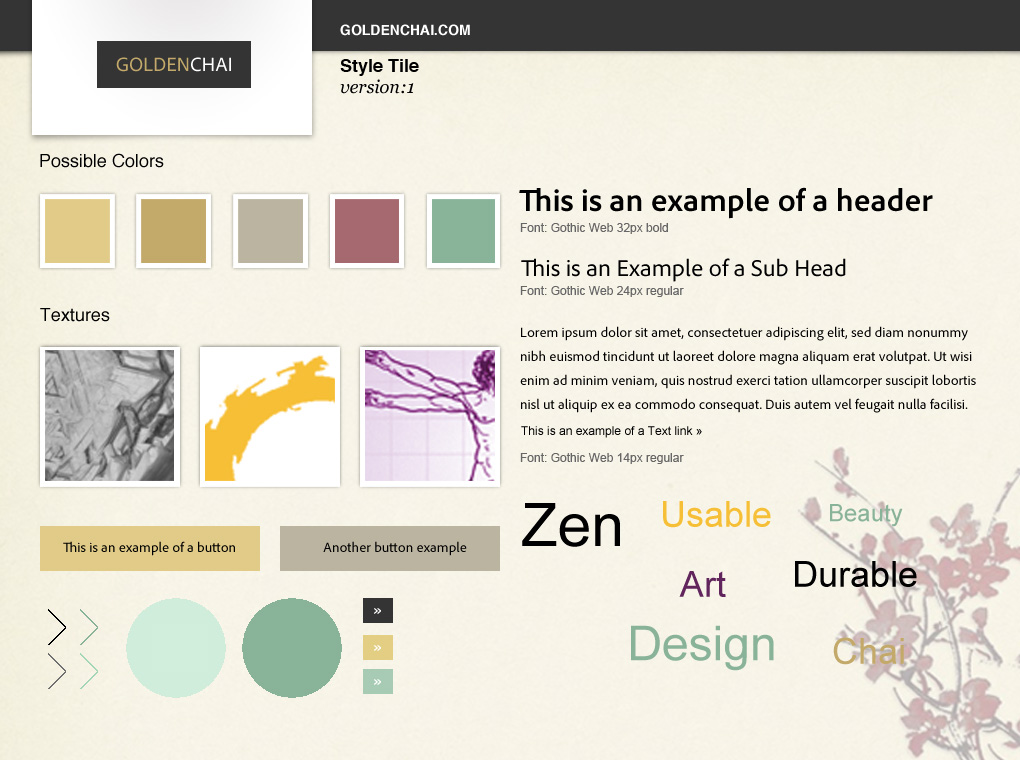 GOLDENCHAI.COM
GOLDENCHAI
Style Tile
version:1
Possible Colors
Textures
This is an example of a button
Another button example
»
»
»
This is an example of a header
Font: Gothic Web 32px bold
This is an Example of a Sub Head
Font: Gothic Web 24px regular
Lorem ipsum dolor sit amet, consectetuer adipiscing elit, sed diam nonummy
nibh euismod tincidunt ut laoreet dolore magna aliquam erat volutpat. Ut wisi
enim ad minim veniam, quis nostrud exerci tation ullamcorper suscipit lobortis
nisl ut aliquip ex ea commodo consequat. Duis autem vel feugait nulla facilisi.
This is an example of a Text link »
Font: Gothic Web 14px regular
Zen
Usable
Beauty
Art
Durable
Design
Chai